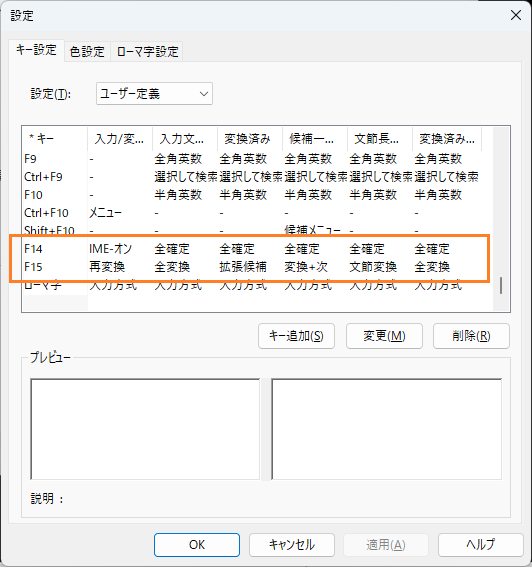 設定
キー設定 色設定 ローマ字設定
設定(T): ユーザー定義
* キー 入力/変... 入力文... 変換済み 候補一... 文節長... 変換済み...
F9 - 全角英数 全角英数 全角英数 全角英数 全角英数
Ctrl+F9 - 選択して検索 選択して検索 選択して検索 選択して検索 選択して検索
F10 - 半角英数 半角英数 半角英数 半角英数 半角英数
Ctrl+F10 メニュー - - - - -
Shift+F10 - - - 候補メニュー - -
F14 IME-オン 全確定 全確定 全確定 全確定 全確定
F15 再変換 全変換 拡張候補 変換+次 文節変換 全変換
ローマ字 入力方式 入力方式 入力方式 入力方式 入力方式 入力方式
キー追加(S) 変更(M) 削除(R)
プレビュー
説明 :
OK キャンセル 適用(A) ヘルプ